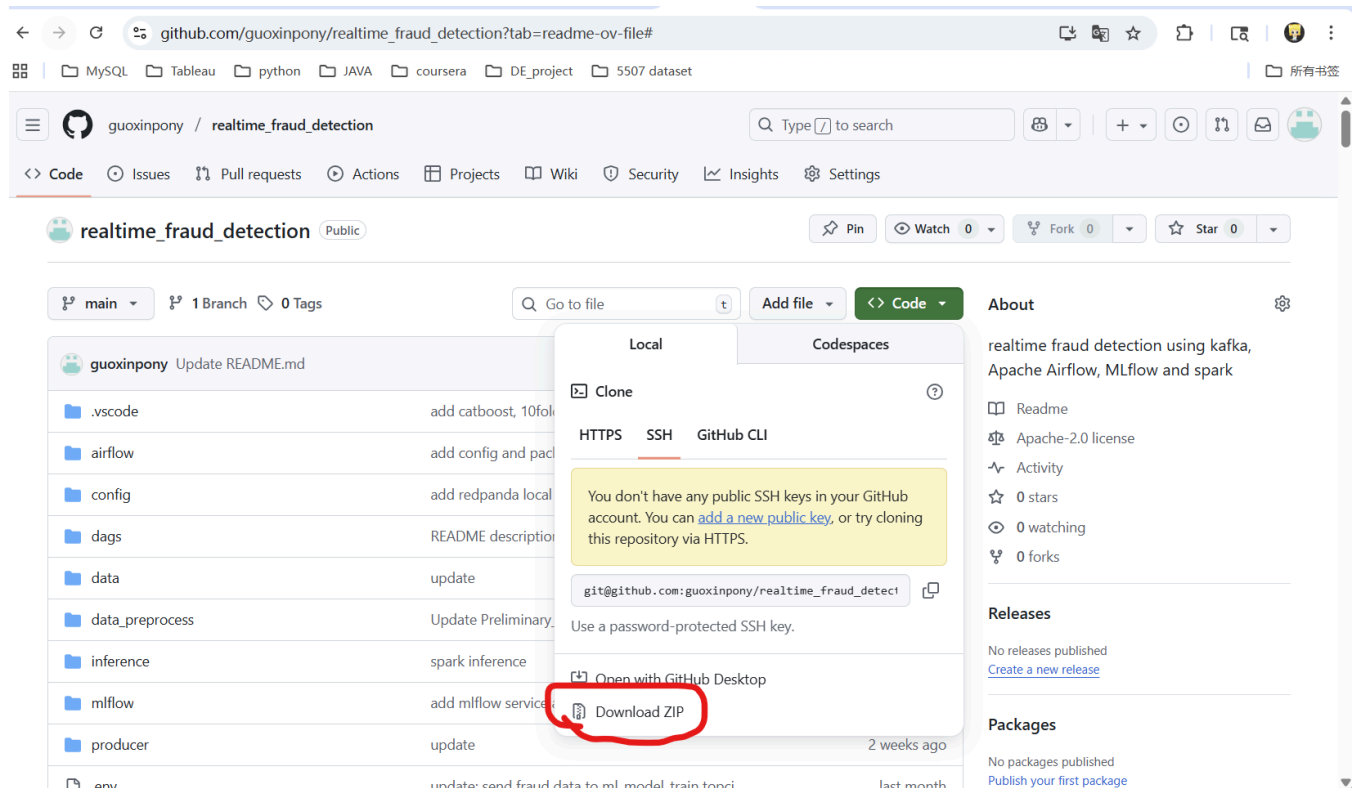 github.com/guoxinpony/realtime_fraud_detection?tab=readme-ov-file#
MySQL Tableau python JAVA coursera DE_project 5507 dataset 所有书签
guoxinpony / realtime_fraud_detection Type / to search
Code Issues Pull requests Actions Projects Wiki Security Insights Settings
realtime_fraud_detection Public Pin Watch 0 Fork 0 Star 0
main 1 Branch 0 Tags Go to file t Add file Code
About
realtime fraud detection using kafka,
Apache Airflow, MLflow and spark
Readme
Apache-2.0 license
Activity
0 stars
0 watching
0 forks
Releases
No releases published
Create a new release
Packages
No packages published
Publish your first package
guoxinpony Update README.md
.vscode add catboost, 10fol
airflow add config and pac
config add redpanda local
dags README description
data update
data_preprocess Update Preliminary_
inference spark inference
mlflow add mlflow service
producer update 2 weeks ago
.env update: send fraud data to ml_model_train topci last month
Local Codespaces
Clone
HTTPS SSH GitHub CLI
You don't have any public SSH keys in your GitHub
account. You can add a new public key, or try cloning
this repository via HTTPS.
git@github.com:guoxinpony/realtime_fraud_detect
Use a password-protected SSH key.
Open with GitHub Desktop
Download ZIP